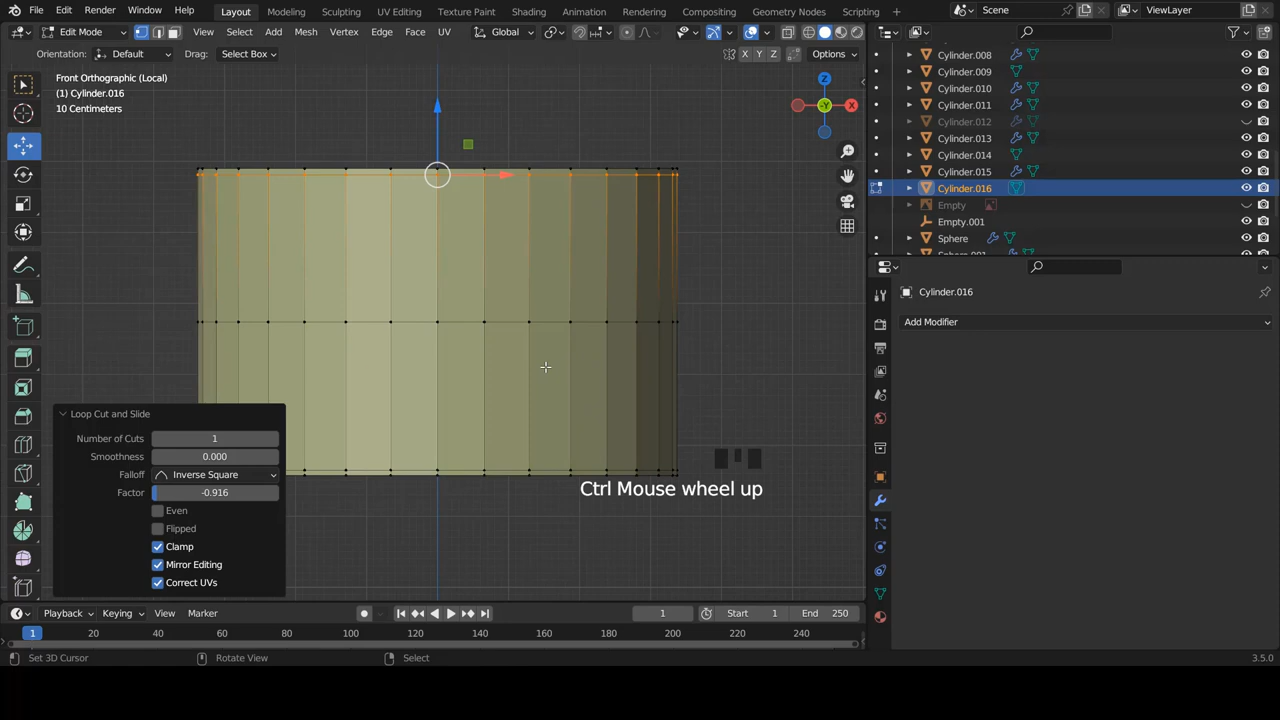 File Edit Render Window Help Layout Modeling Sculpting UV Editing Texture Paint Shading Animation Rendering Compositing Geometry Nodes Scripting Scene ViewLayer
Edit Mode View Select Add Mesh Vertex Edge Face UV Global
Orientation: Default Drag: Select Box X Y Z Options
Front Orthographic (Local)
(1) Cylinder.016
10 Centimeters
Z
Y
X
Cylinder.008
Cylinder.009
Cylinder.010
Cylinder.011
Cylinder.012
Cylinder.013
Cylinder.014
Cylinder.015
Cylinder.016
Empty
Empty.001
Sphere
Cylinder.016
Add Modifier
Loop Cut and Slide
Number of Cuts 1
Smoothness 0.000
Falloff Inverse Square
Factor -0.916
Even
Flipped
Clamp
Mirror Editing
Correct UVs
Ctrl Mouse wheel up
Playback Keying View Marker 1 Start 1 End 250
1 20 40 60 80 100 120 140 160 180 200 220 240
Set 3D Cursor Rotate View Select 3.5.0